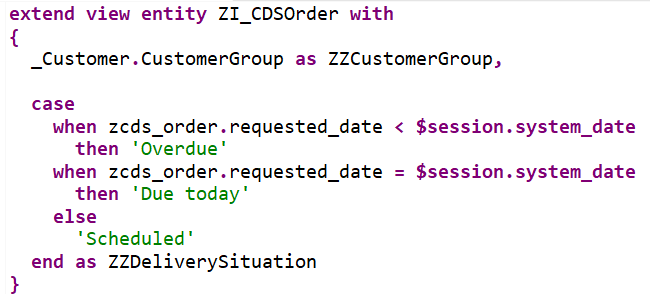 extend view entity ZI_CDSOrder with
{
  _Customer.CustomerGroup as ZZCustomerGroup,

  case
    when zcds_order.requested_date < $session.system_date
      then 'Overdue'
    when zcds_order.requested_date = $session.system_date
      then 'Due today'
    else
      'Scheduled'
  end as ZZDeliverySituation
}